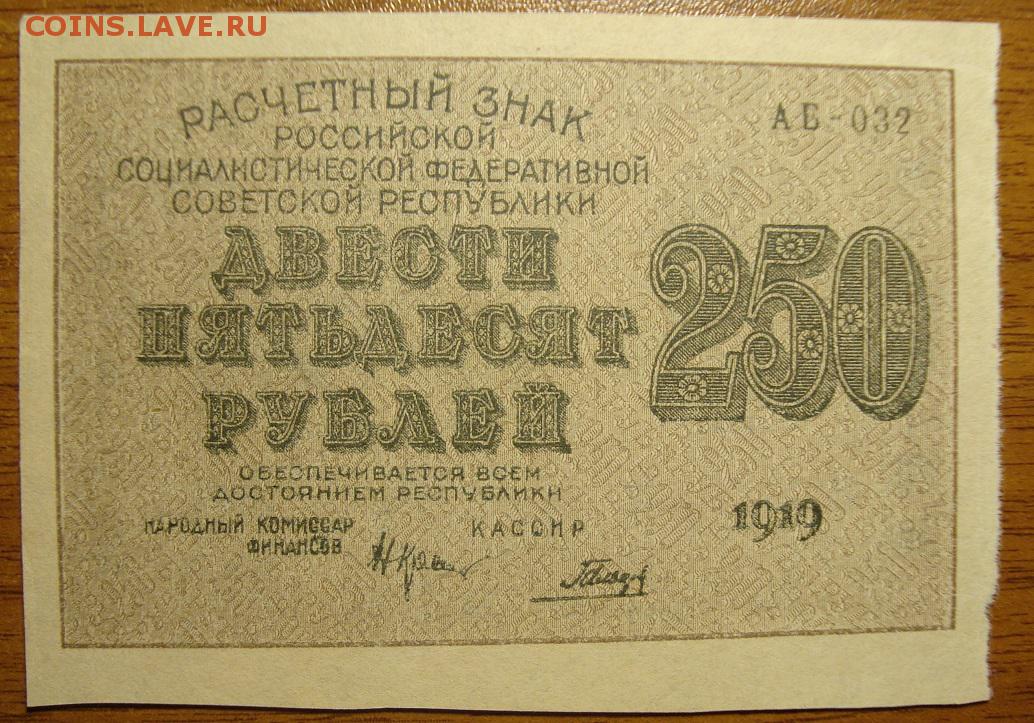 COINS.LAVE.RU
РАСЧЕТНЫЙ ЗНАК
РОССИЙСКОЙ
СОЦИАЛИСТИЧЕСКОЙ ФЕДЕРАТИВНОЙ
СОВЕТСКОЙ РЕСПУБЛИКИ
АБ-032
ДВЕСТИ
ПЯТЬДЕСЯТ
РУБЛЕЙ
250
ОБЕСПЕЧИВАЕТСЯ ВСЕМ
ДОСТОЯНИЕМ РЕСПУБЛИКИ
НАРОДНЫЙ КОМИССАР
ФИНАНСОВ
КАССИР
1919